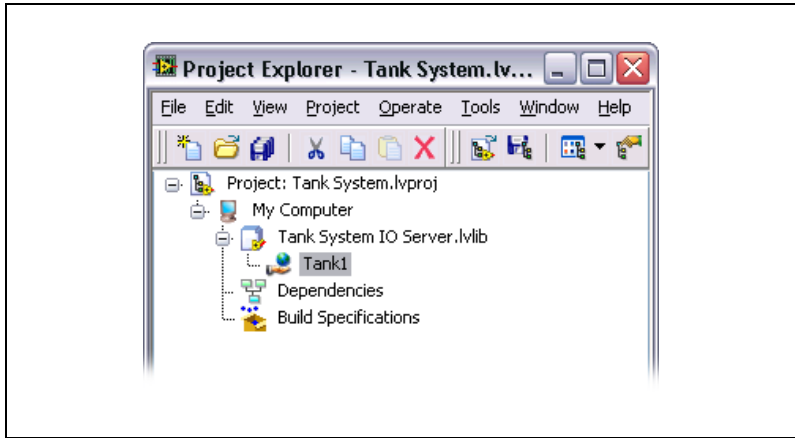 Project Explorer - Tank System.lv...
File Edit View Project Operate Tools Window Help
Project: Tank System.lvproj
My Computer
Tank System IO Server.lvlib
Tank1
Dependencies
Build Specifications